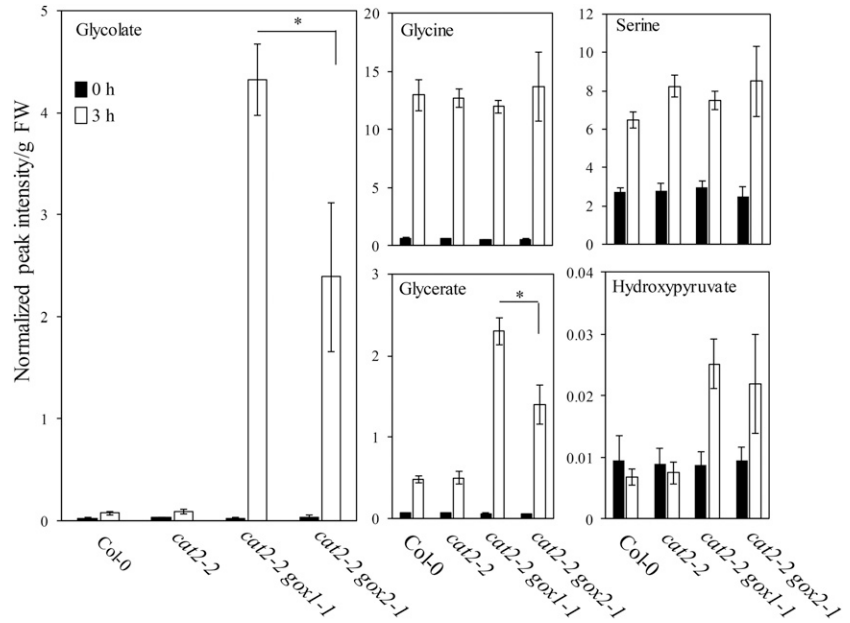 Normalized peak intensity/g FW
Glycolate
0 h
3 h
*
5
4
3
2
1
0
Col-0
cat2-2
cat2-2 gox1-1
cat2-2 gox2-1
Glycine
20
15
10
5
0
Serine
12
10
8
6
4
2
0
Glycerate
*
3
2
1
0
Col-0
cat2-2
cat2-2 gox1-1
cat2-2 gox2-1
Hydroxypyruvate
0.04
0.03
0.02
0.01
0.00
Col-0
cat2-2
cat2-2 gox1-1
cat2-2 gox2-1